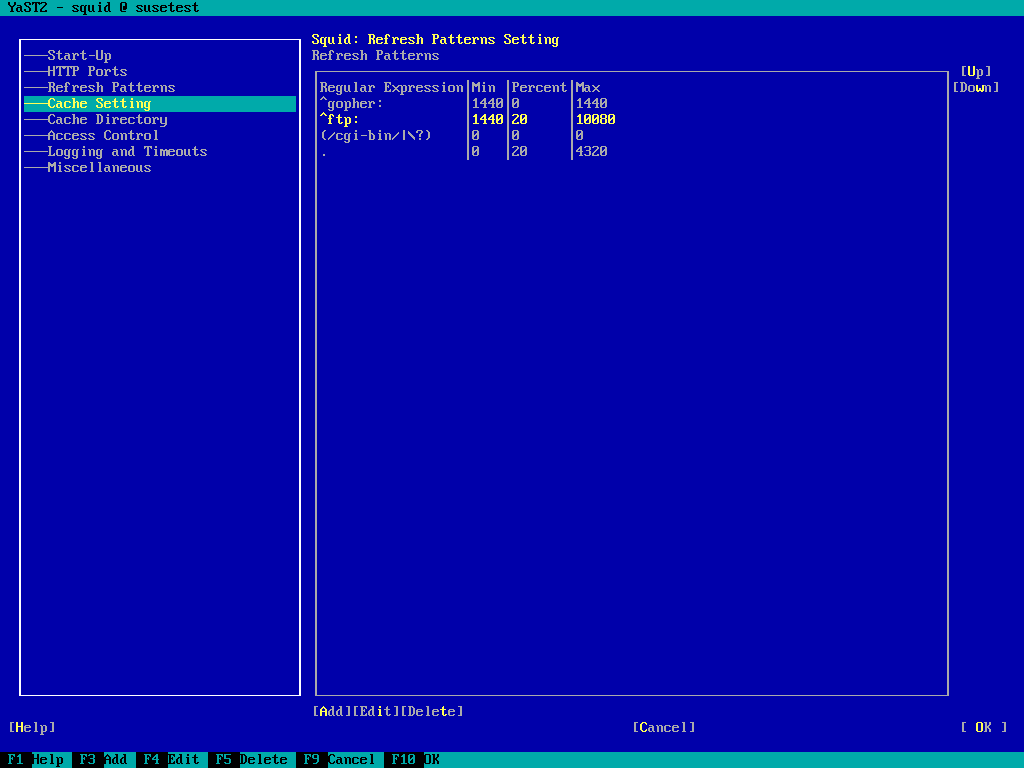 YaST2 - squid @ susetest
Squid: Refresh Patterns Setting
Start-Up
HTTP Ports
Refresh Patterns
Cache Setting
Cache Directory
Access Control
Logging and Timeouts
Miscellaneous
Refresh Patterns
Regular Expression|Min |Percent|Max
^gopher: |1440|0 |1440
^ftp: |1440|20 |10080
(/cgi-bin/|\?) |0 |0 |0
. |0 |20 |4320
[Up]
[Down]
[Add][Edit][Delete]
[Help] [Cancel] [ OK ]
F1 Help F3 Add F4 Edit F5 Delete F9 Cancel F10 OK